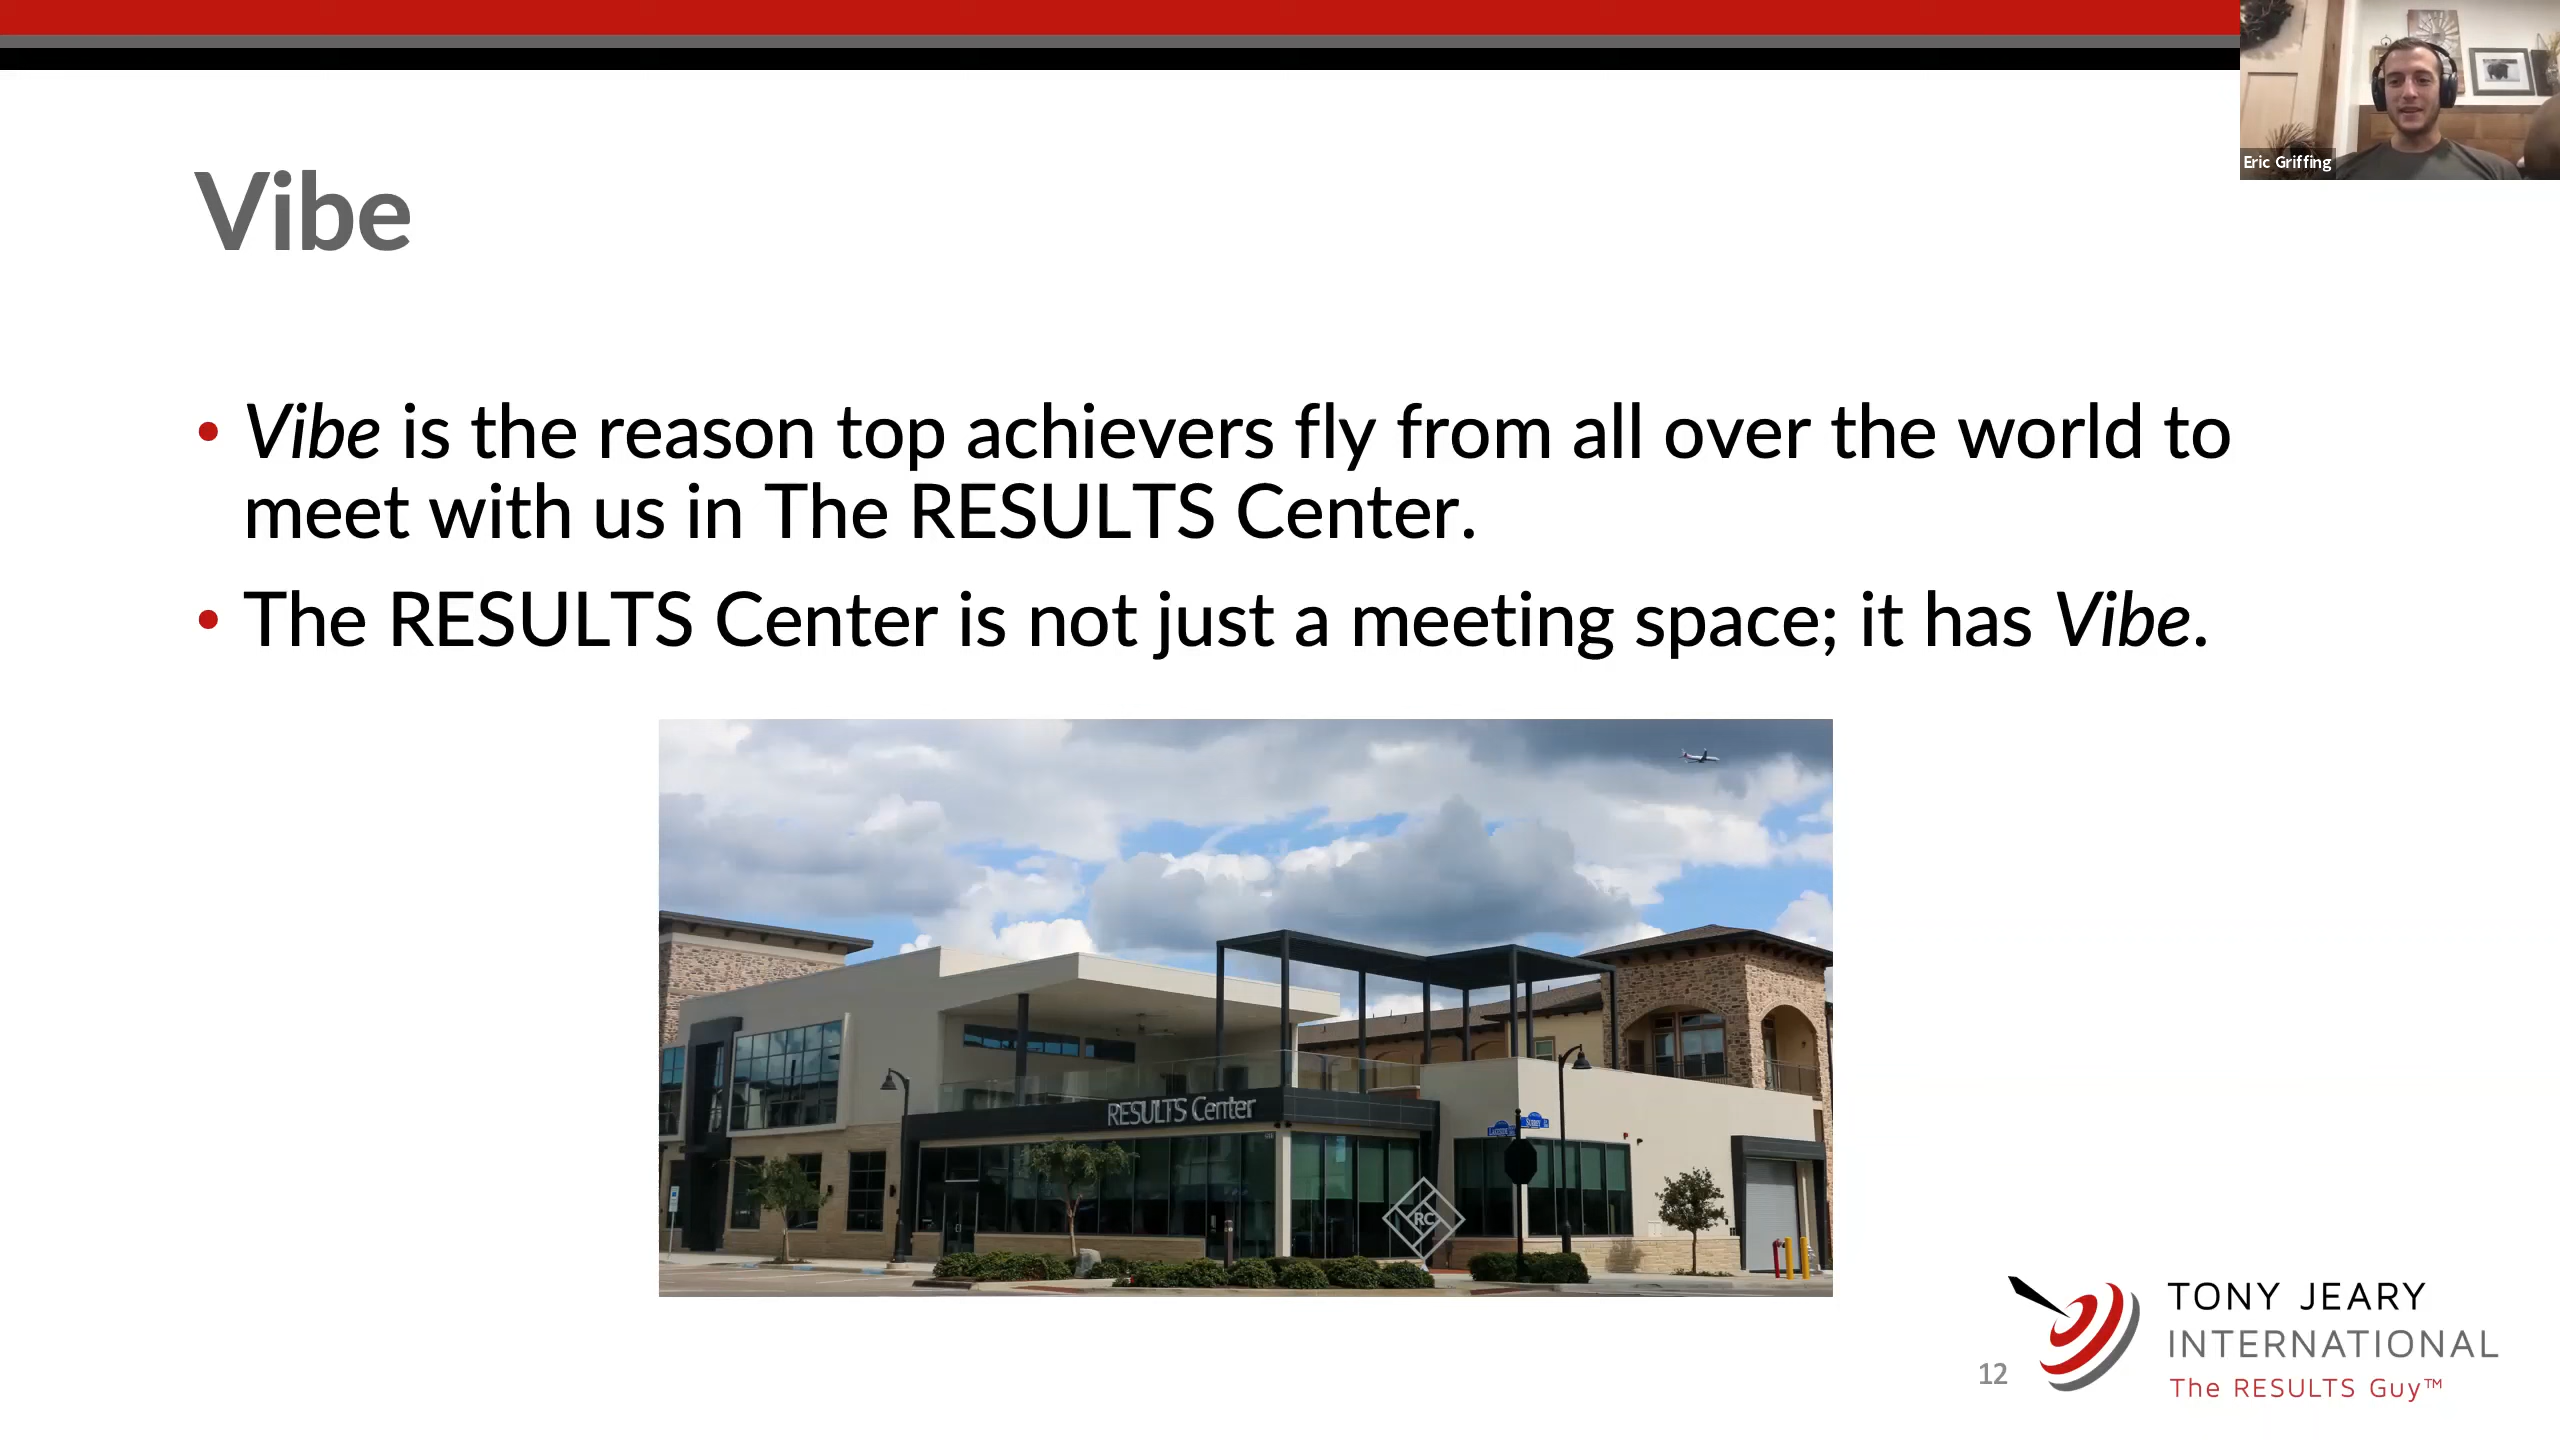 Eric Griffing
Vibe
• Vibe is the reason top achievers fly from all over the world to
meet with us in The RESULTS Center.
• The RESULTS Center is not just a meeting space; it has Vibe.
RESULTS Center
RC
TONY JEARY
INTERNATIONAL
The RESULTS Guy™
12